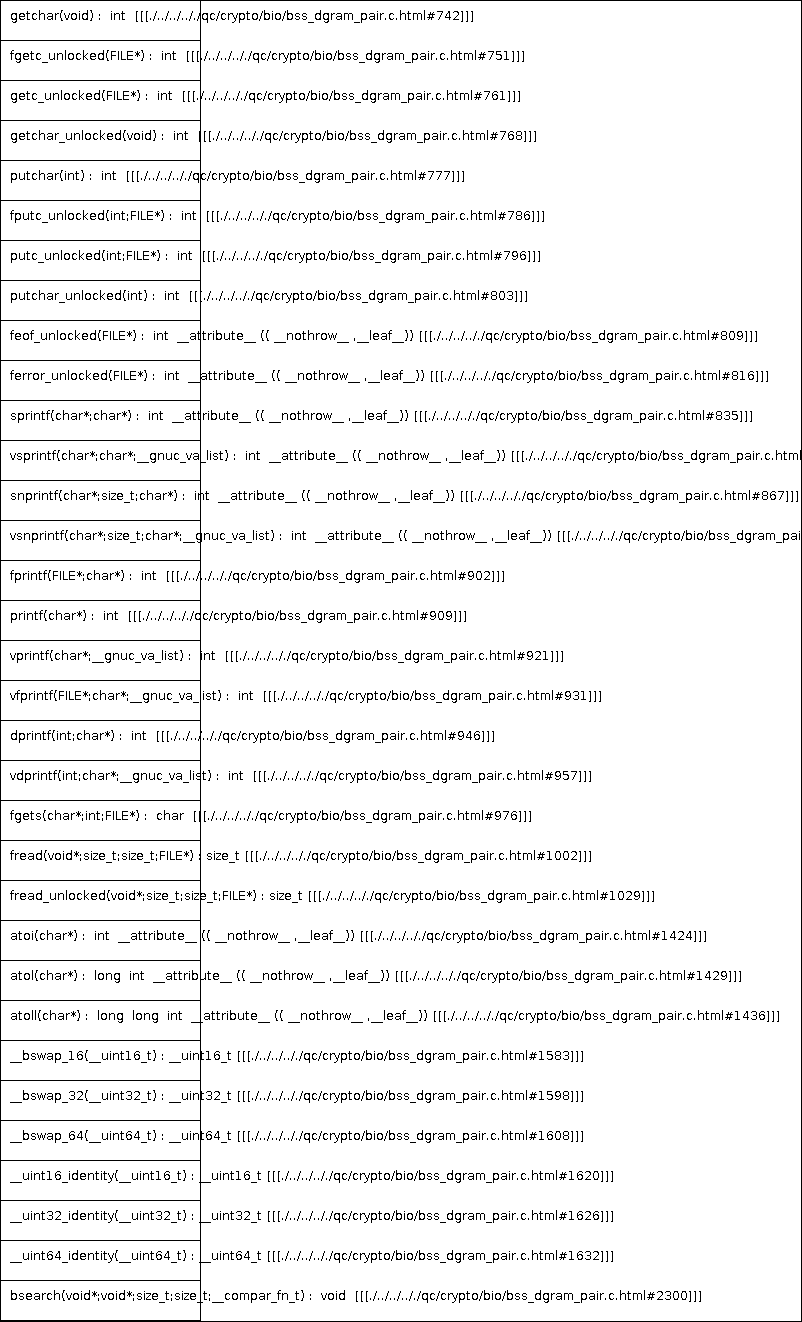 getchar(void) : int [[[./../../../../qc/crypto/bio/bss_dgram_pair.c.html#742]]]
fgetc_unlocked(FILE*) : int [[[./../../../../qc/crypto/bio/bss_dgram_pair.c.html#751]]]
getc_unlocked(FILE*) : int [[[./../../../../qc/crypto/bio/bss_dgram_pair.c.html#761]]]
getchar_unlocked(void) : int [[[./../../../../qc/crypto/bio/bss_dgram_pair.c.html#768]]]
putchar(int) : int [[[./../../../../qc/crypto/bio/bss_dgram_pair.c.html#777]]]
fputc_unlocked(int;FILE*) : int [[[./../../../../qc/crypto/bio/bss_dgram_pair.c.html#786]]]
putc_unlocked(int;FILE*) : int [[[./../../../../qc/crypto/bio/bss_dgram_pair.c.html#796]]]
putchar_unlocked(int) : int [[[./../../../../qc/crypto/bio/bss_dgram_pair.c.html#803]]]
feof_unlocked(FILE*) : int __attribute__ (( __nothrow__ ,__leaf__)) [[[./../../../../qc/crypto/bio/bss_dgram_pair.c.html#809]]]
ferror_unlocked(FILE*) : int __attribute__ (( __nothrow__ ,__leaf__)) [[[./../../../../qc/crypto/bio/bss_dgram_pair.c.html#816]]]
sprintf(char*;char*) : int __attribute__ (( __nothrow__ ,__leaf__)) [[[./../../../../qc/crypto/bio/bss_dgram_pair.c.html#835]]]
vsprintf(char*;char*;__gnuc_va_list) : int __attribute__ (( __nothrow__ ,__leaf__)) [[[./../../../../qc/crypto/bio/bss_dgram_pair.c.html
snprintf(char*;size_t;char*) : int __attribute__ (( __nothrow__ ,__leaf__)) [[[./../../../../qc/crypto/bio/bss_dgram_pair.c.html#867]]]
vsnprintf(char*;size_t;char*;__gnuc_va_list) : int __attribute__ (( __nothrow__ ,__leaf__)) [[[./../../../../qc/crypto/bio/bss_dgram_pai
fprintf(FILE*;char*) : int [[[./../../../../qc/crypto/bio/bss_dgram_pair.c.html#902]]]
printf(char*) : int [[[./../../../../qc/crypto/bio/bss_dgram_pair.c.html#909]]]
vprintf(char*;__gnuc_va_list) : int [[[./../../../../qc/crypto/bio/bss_dgram_pair.c.html#921]]]
vfprintf(FILE*;char*;__gnuc_va_list) : int [[[./../../../../qc/crypto/bio/bss_dgram_pair.c.html#931]]]
dprintf(int;char*) : int [[[./../../../../qc/crypto/bio/bss_dgram_pair.c.html#946]]]
vdprintf(int;char*;__gnuc_va_list) : int [[[./../../../../qc/crypto/bio/bss_dgram_pair.c.html#957]]]
fgets(char*;int;FILE*) : char [[[./../../../../qc/crypto/bio/bss_dgram_pair.c.html#976]]]
fread(void*;size_t;size_t;FILE*) : size_t [[[./../../../../qc/crypto/bio/bss_dgram_pair.c.html#1002]]]
fread_unlocked(void*;size_t;size_t;FILE*) : size_t [[[./../../../../qc/crypto/bio/bss_dgram_pair.c.html#1029]]]
atoi(char*) : int __attribute__ (( __nothrow__ ,__leaf__)) [[[./../../../../qc/crypto/bio/bss_dgram_pair.c.html#1424]]]
atol(char*) : long int __attribute__ (( __nothrow__ ,__leaf__)) [[[./../../../../qc/crypto/bio/bss_dgram_pair.c.html#1429]]]
atoll(char*) : long long int __attribute__ (( __nothrow__ ,__leaf__)) [[[./../../../../qc/crypto/bio/bss_dgram_pair.c.html#1436]]]
__bswap_16(__uint16_t) : __uint16_t [[[./../../../../qc/crypto/bio/bss_dgram_pair.c.html#1583]]]
__bswap_32(__uint32_t) : __uint32_t [[[./../../../../qc/crypto/bio/bss_dgram_pair.c.html#1598]]]
__bswap_64(__uint64_t) : __uint64_t [[[./../../../../qc/crypto/bio/bss_dgram_pair.c.html#1608]]]
__uint16_identity(__uint16_t) : __uint16_t [[[./../../../../qc/crypto/bio/bss_dgram_pair.c.html#1620]]]
__uint32_identity(__uint32_t) : __uint32_t [[[./../../../../qc/crypto/bio/bss_dgram_pair.c.html#1626]]]
__uint64_identity(__uint64_t) : __uint64_t [[[./../../../../qc/crypto/bio/bss_dgram_pair.c.html#1632]]]
bsearch(void*;void*;size_t;size_t;__compar_fn_t) : void [[[./../../../../qc/crypto/bio/bss_dgram_pair.c.html#2300]]]